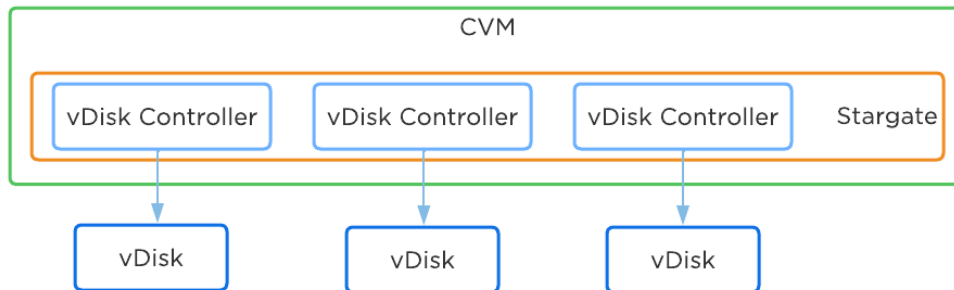 CVM
vDisk Controller
vDisk Controller
vDisk Controller
Stargate
vDisk
vDisk
vDisk